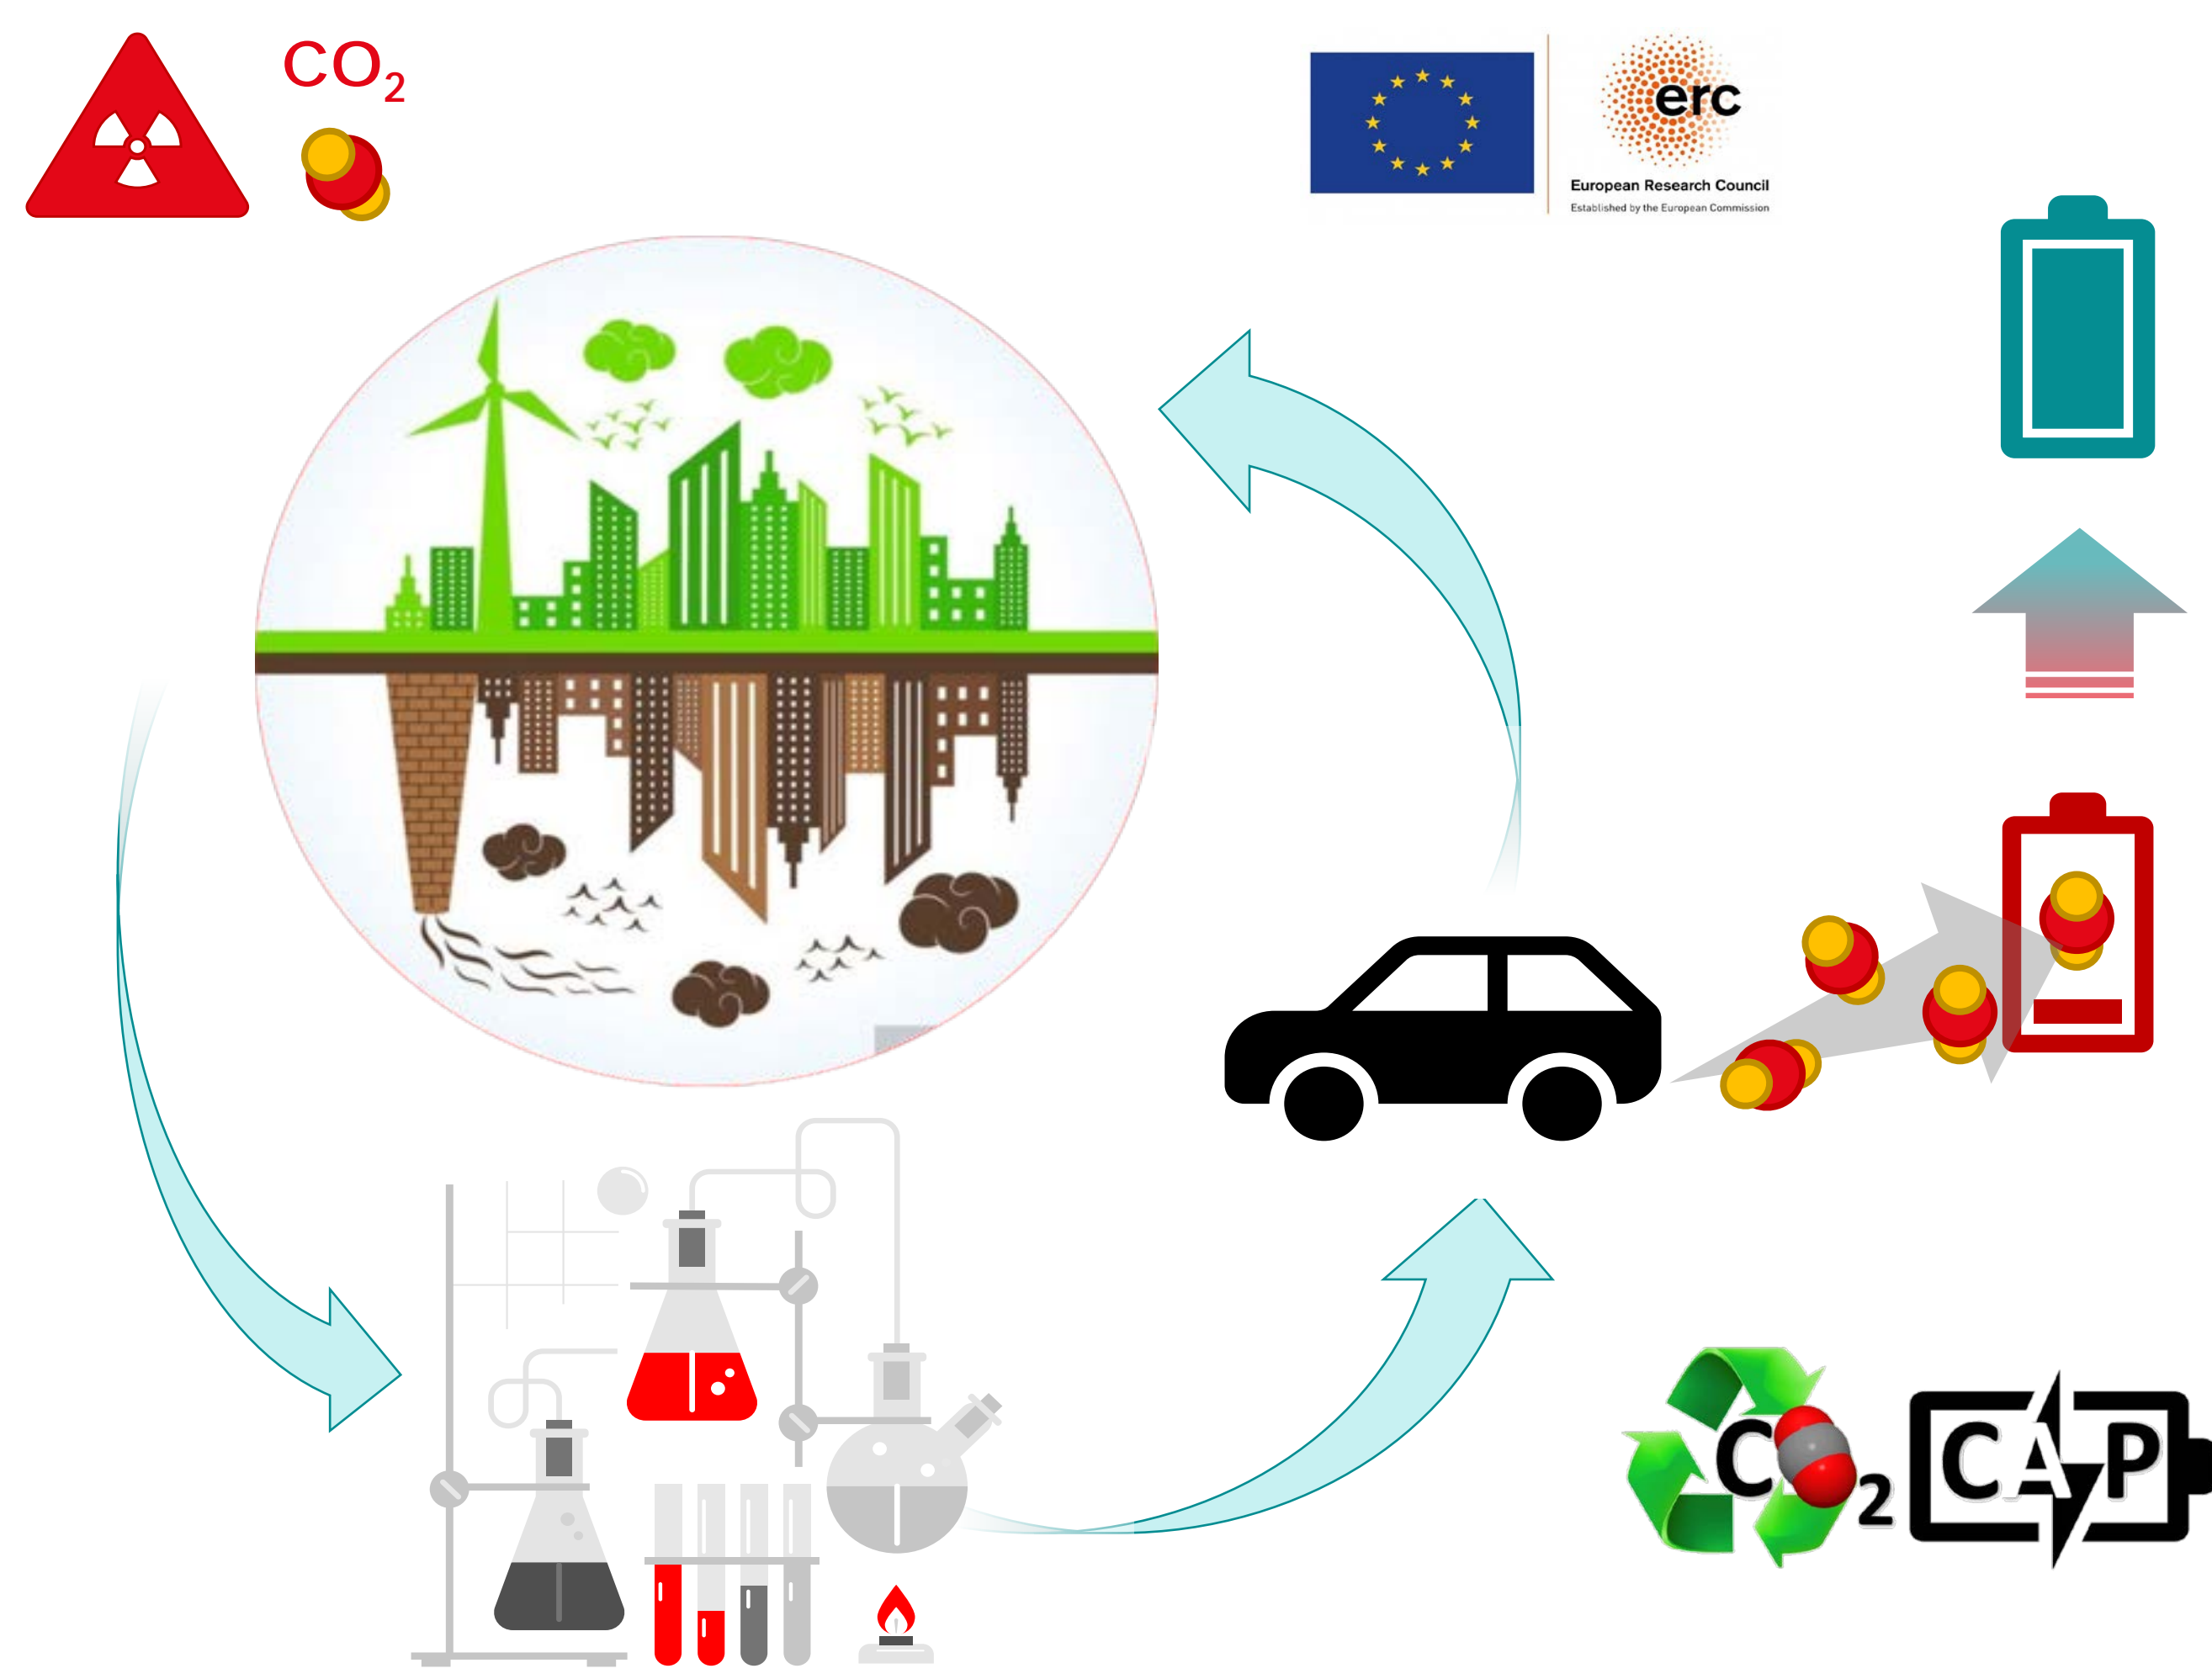 CO₂
erc
European Research Council
Established by the European Commission
CO₂ CAP